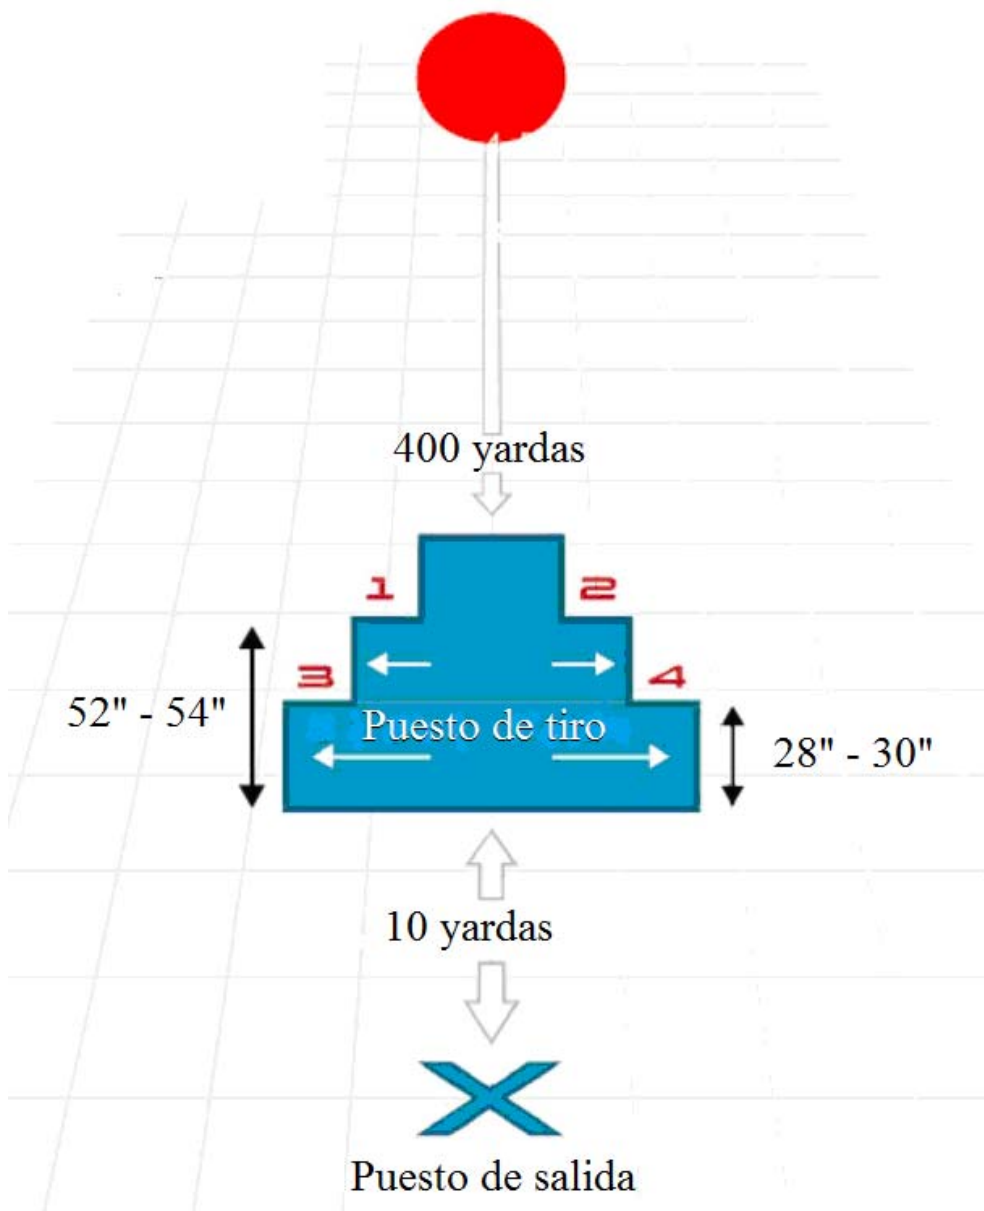 400 yardas
1
2
3
4
52" - 54"
Puesto de tiro
28" - 30"
10 yardas
Puesto de salida